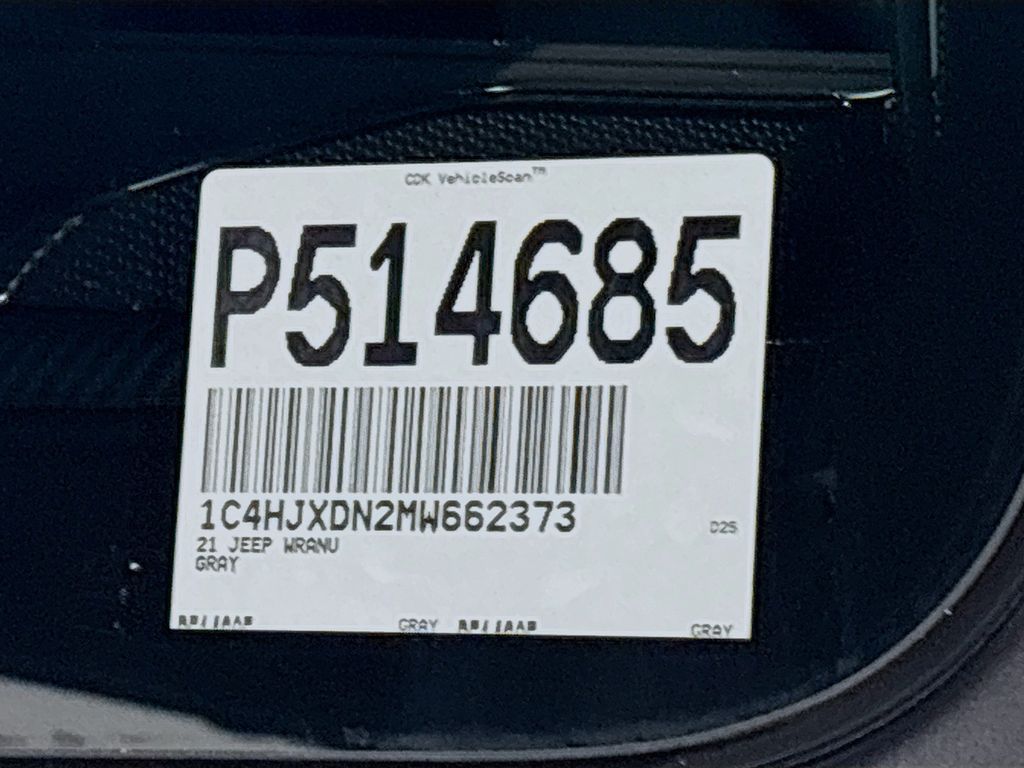 CDK VehicleScan™
P514685
1C4HJXDN2MW662373
D25
21 JEEP WRANU
GRAY
GRAY
GRAY